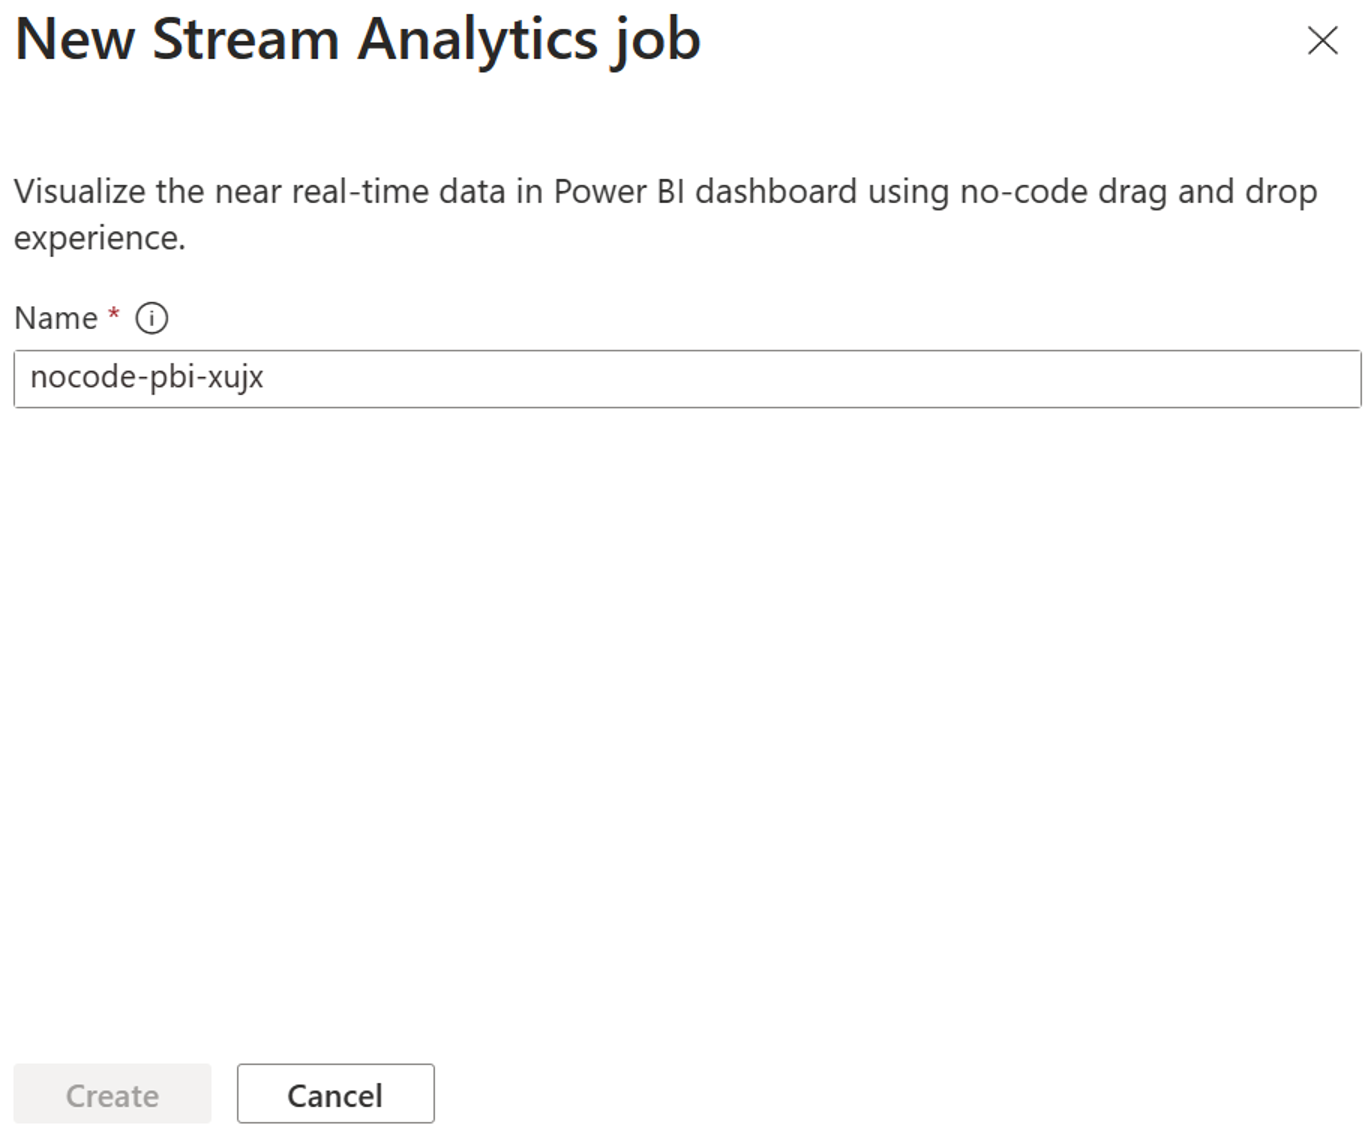 New Stream Analytics job
Visualize the near real-time data in Power BI dashboard using no-code drag and drop
experience.
Name *
nocode-pbi-xujx
Create
Cancel